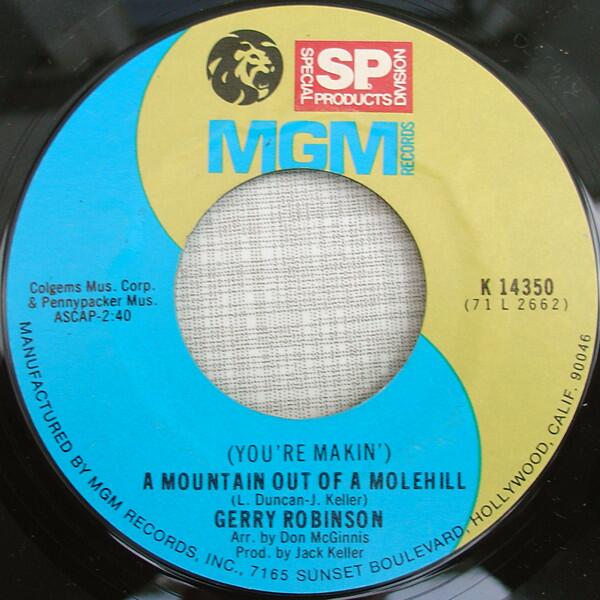 SPECIAL SP PRODUCTS DIVISION
MGM RECORDS
Colgems Mus. Corp.
& Pennypacker Mus.
ASCAP-2:40
K 14350
(71 L 2662)
(YOU'RE MAKIN')
A MOUNTAIN OUT OF A MOLEHILL
(L. Duncan-J. Keller)
GERRY ROBINSON
Arr. by Don McGinnis
Prod. by Jack Keller
MANUFACTURED BY MGM RECORDS, INC., 7165 SUNSET BOULEVARD, HOLLYWOOD, CALIF. 90046